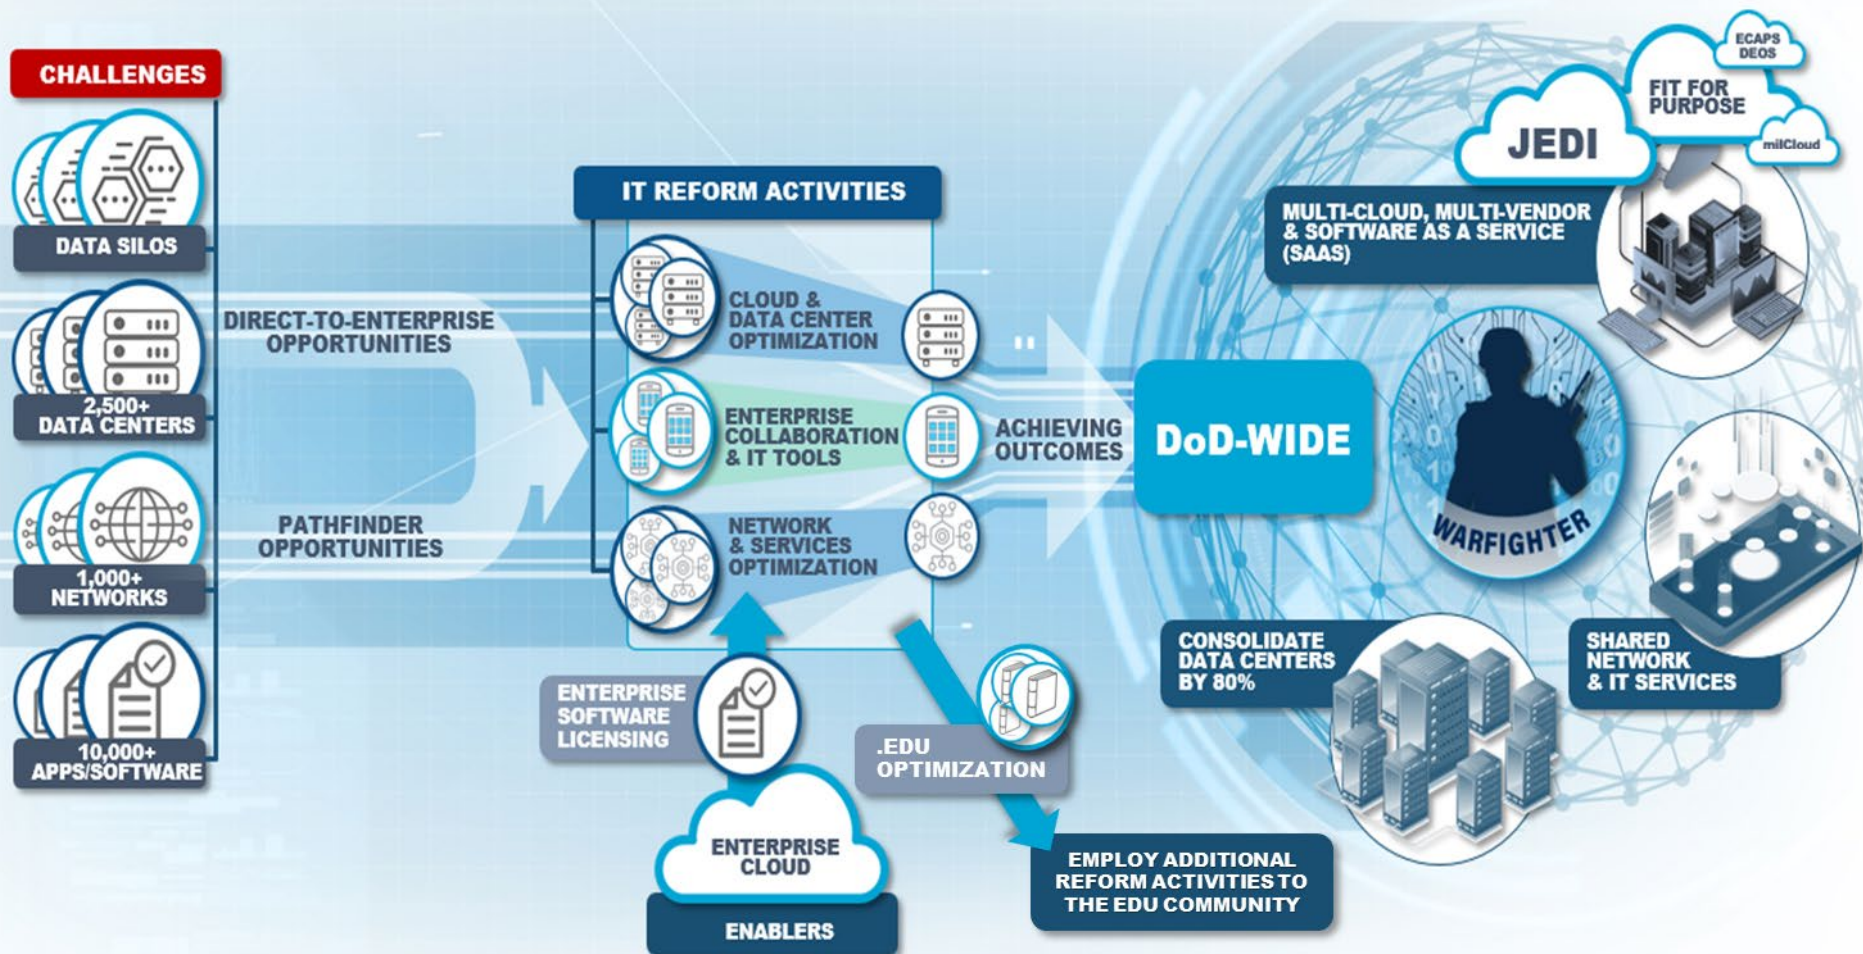 CHALLENGES
DATA SILOS
2,500+
DATA CENTERS
1,000+
NETWORKS
10,000+
APPS/SOFTWARE
DIRECT-TO-ENTERPRISE
OPPORTUNITIES
PATHFINDER
OPPORTUNITIES
IT REFORM ACTIVITIES
CLOUD &
DATA CENTER
OPTIMIZATION
ENTERPRISE
COLLABORATION
& IT TOOLS
NETWORK
& SERVICES
OPTIMIZATION
ENTERPRISE
SOFTWARE
LICENSING
ENTERPRISE
CLOUD
ENABLERS
.EDU
OPTIMIZATION
EMPLOY ADDITIONAL
REFORM ACTIVITIES TO
THE EDU COMMUNITY
ACHIEVING
OUTCOMES
DoD-WIDE
JEDI
FIT FOR
PURPOSE
ECAPS
DEOS
milCloud
MULTI-CLOUD, MULTI-VENDOR
& SOFTWARE AS A SERVICE
(SAAS)
WARFIGHTER
CONSOLIDATE
DATA CENTERS
BY 80%
SHARED
NETWORK
& IT SERVICES